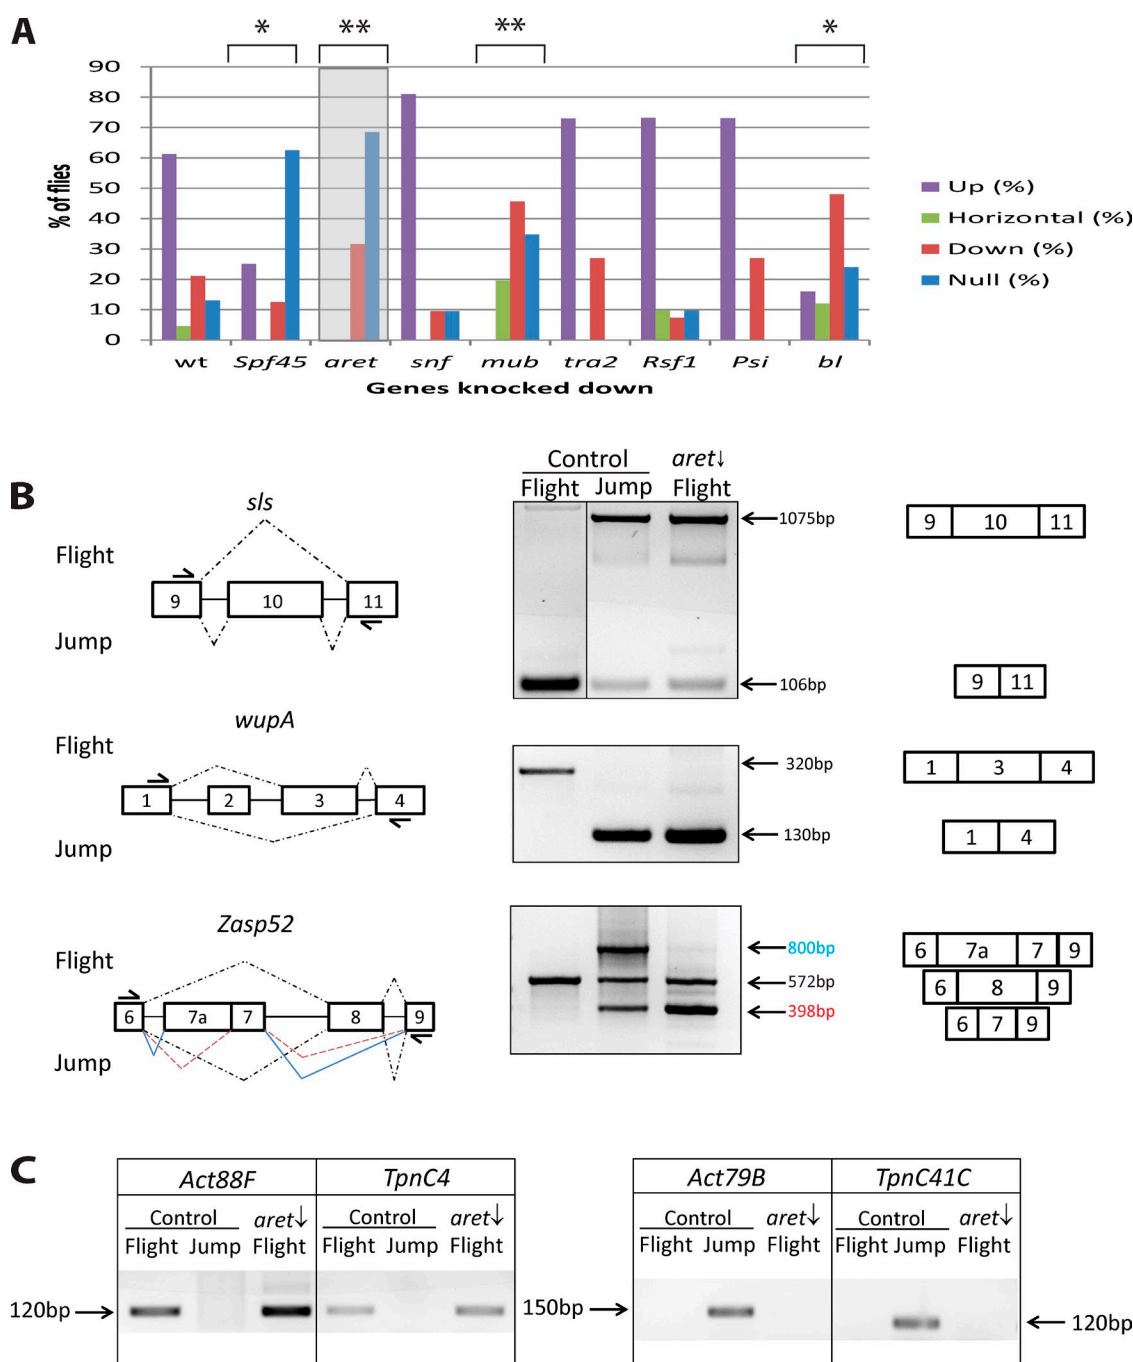 A
* ** ** *
90
80
70
60
50
40
30
20
10
0
% of flies
wt Spf45 aret snf mub tra2 Rsf1 Psi bl
Genes knocked down
Up (%)
Horizontal (%)
Down (%)
Null (%)
B
sls
Flight
9 10 11
Jump
Control aret↓
Flight Jump Flight
1075bp
106bp
9 10 11
9 11
wupA
Flight
1 2 3 4
Jump
320bp
130bp
1 3 4
1 4
Zasp52
Flight
6 7a 7 8 9
Jump
800bp
572bp
398bp
6 7a 7 9
6 8 9
6 7 9
C
Act88F TpnC4
Control aret↓ Control aret↓
Flight Jump Flight Flight Jump Flight
120bp
Act79B TpnC41C
Control aret↓ Control aret↓
Flight Jump Flight Flight Jump Flight
150bp
120bp